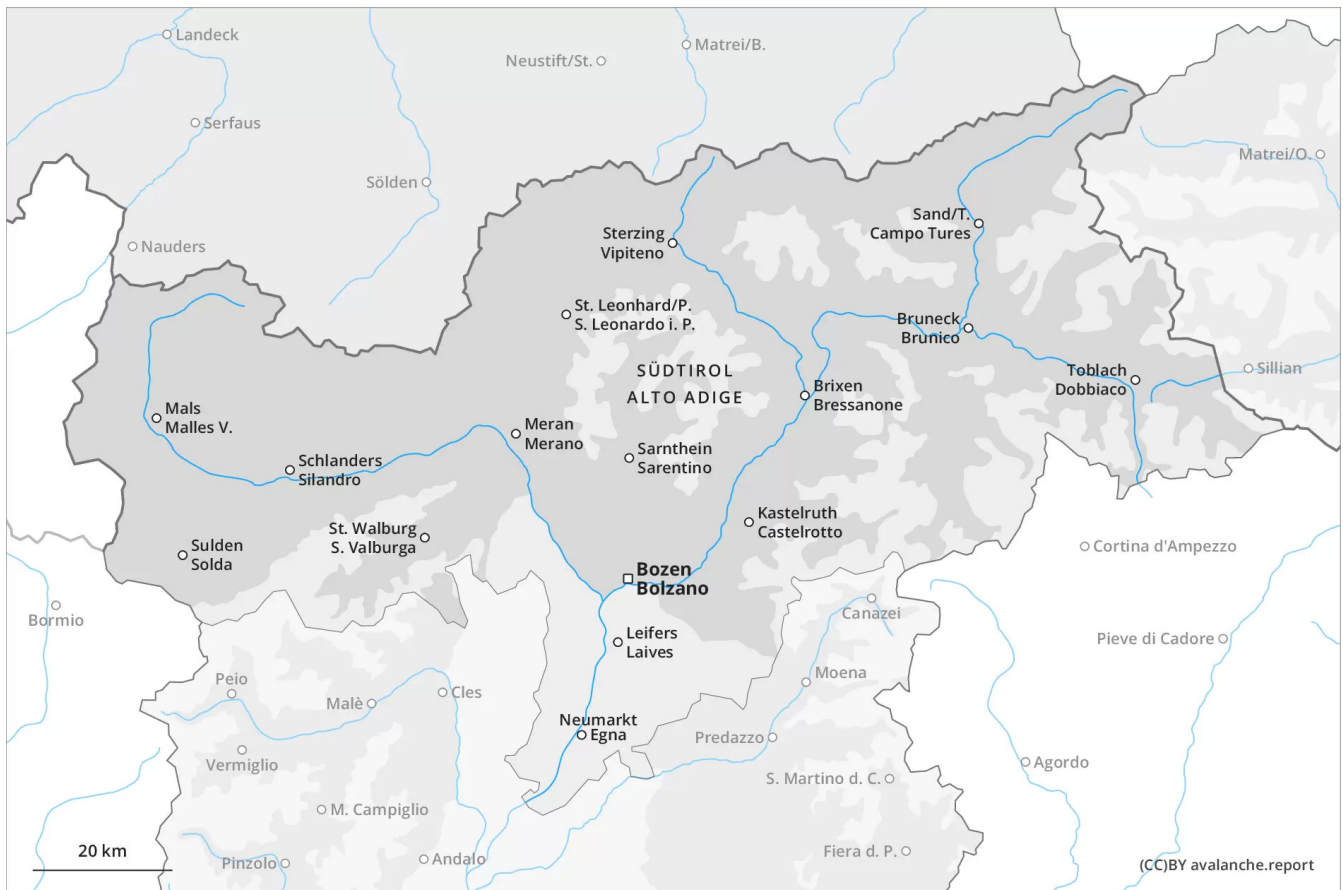 Landeck
Matrei/B.
Neustift/St.
Serfaus
Matrei/O.
Sölden
Sand/T.
Campo Tures
Sterzing
Vipiteno
Nauders
St. Leonhard/P.
S. Leonardo i. P.
Bruneck
Brunico
SÜDTIROL
ALTO ADIGE
Toblach
Dobbiaco
Sillian
Brixen
Bressanone
Mals
Malles V.
Meran
Merano
Sarnthein
Sarentino
Schlanders
Silandro
Kastelruth
Castelrotto
St. Walburg
S. Valburga
Sulden
Solda
Cortina d'Ampezzo
Bozen
Bolzano
Bormio
Canazei
Leifers
Laives
Pieve di Cadore
Peio
Moena
Malè
Cles
Neumarkt
Egna
Predazzo
Vermiglio
Agordo
S. Martino d. C.
M. Campiglio
20 km
Pinzolo
Andalo
Fiera d. P.
(CC)BY avalanche.report